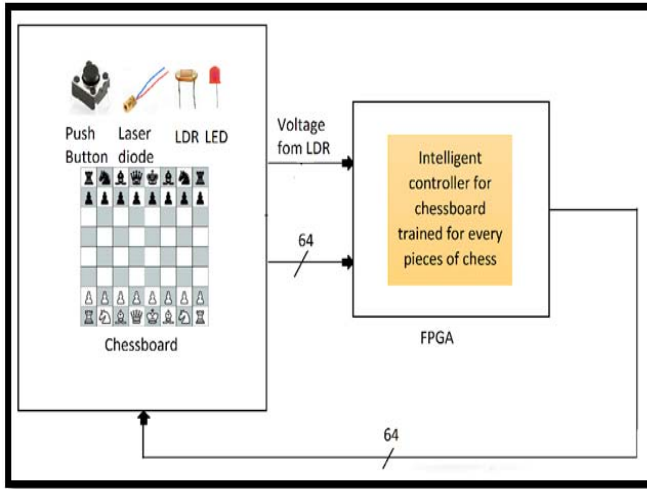 Push
Button
Laser
diode
LDR LED
Chessboard
Voltage
fom LDR
64
Intelligent
controller for
chessboard
trained for every
pieces of chess
FPGA
64